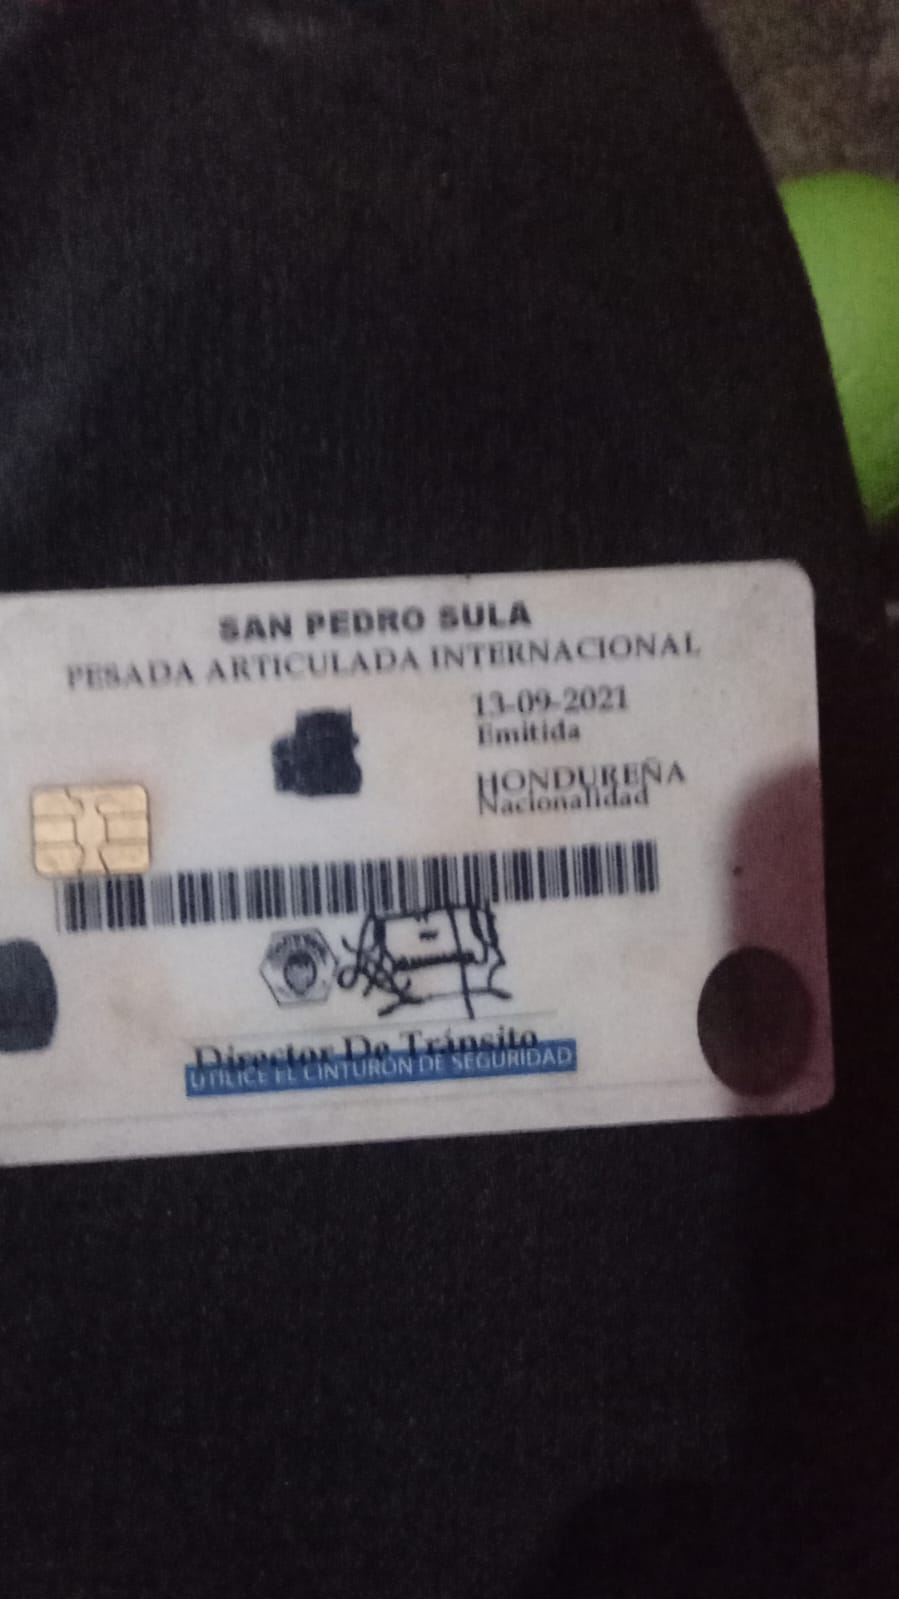 SAN PEDRO SULA
PESADA ARTICULADA INTERNACIONAL
13-09-2021
Emitida
HONDUREÑA
Nacionalidad
Director De Tránsito
UTILICE EL CINTURÓN DE SEGURIDAD